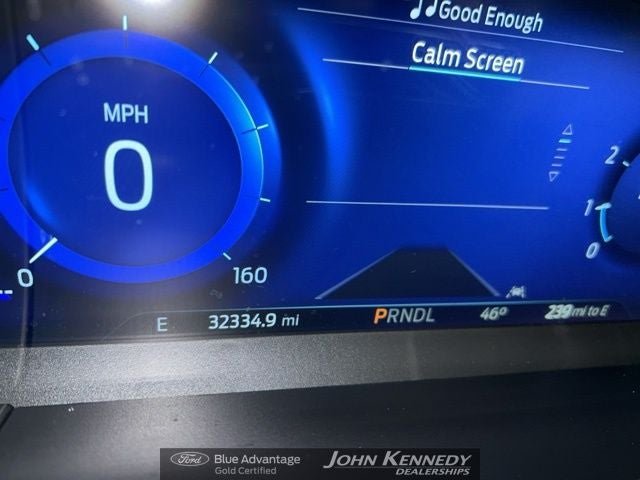 Good Enough
Calm Screen
MPH
0
0
160
2
1
0
E 32334.9 mi PRNDL 46° 239 mi to E
Ford Blue Advantage
Gold Certified
JOHN KENNEDY
DEALERSHIPS